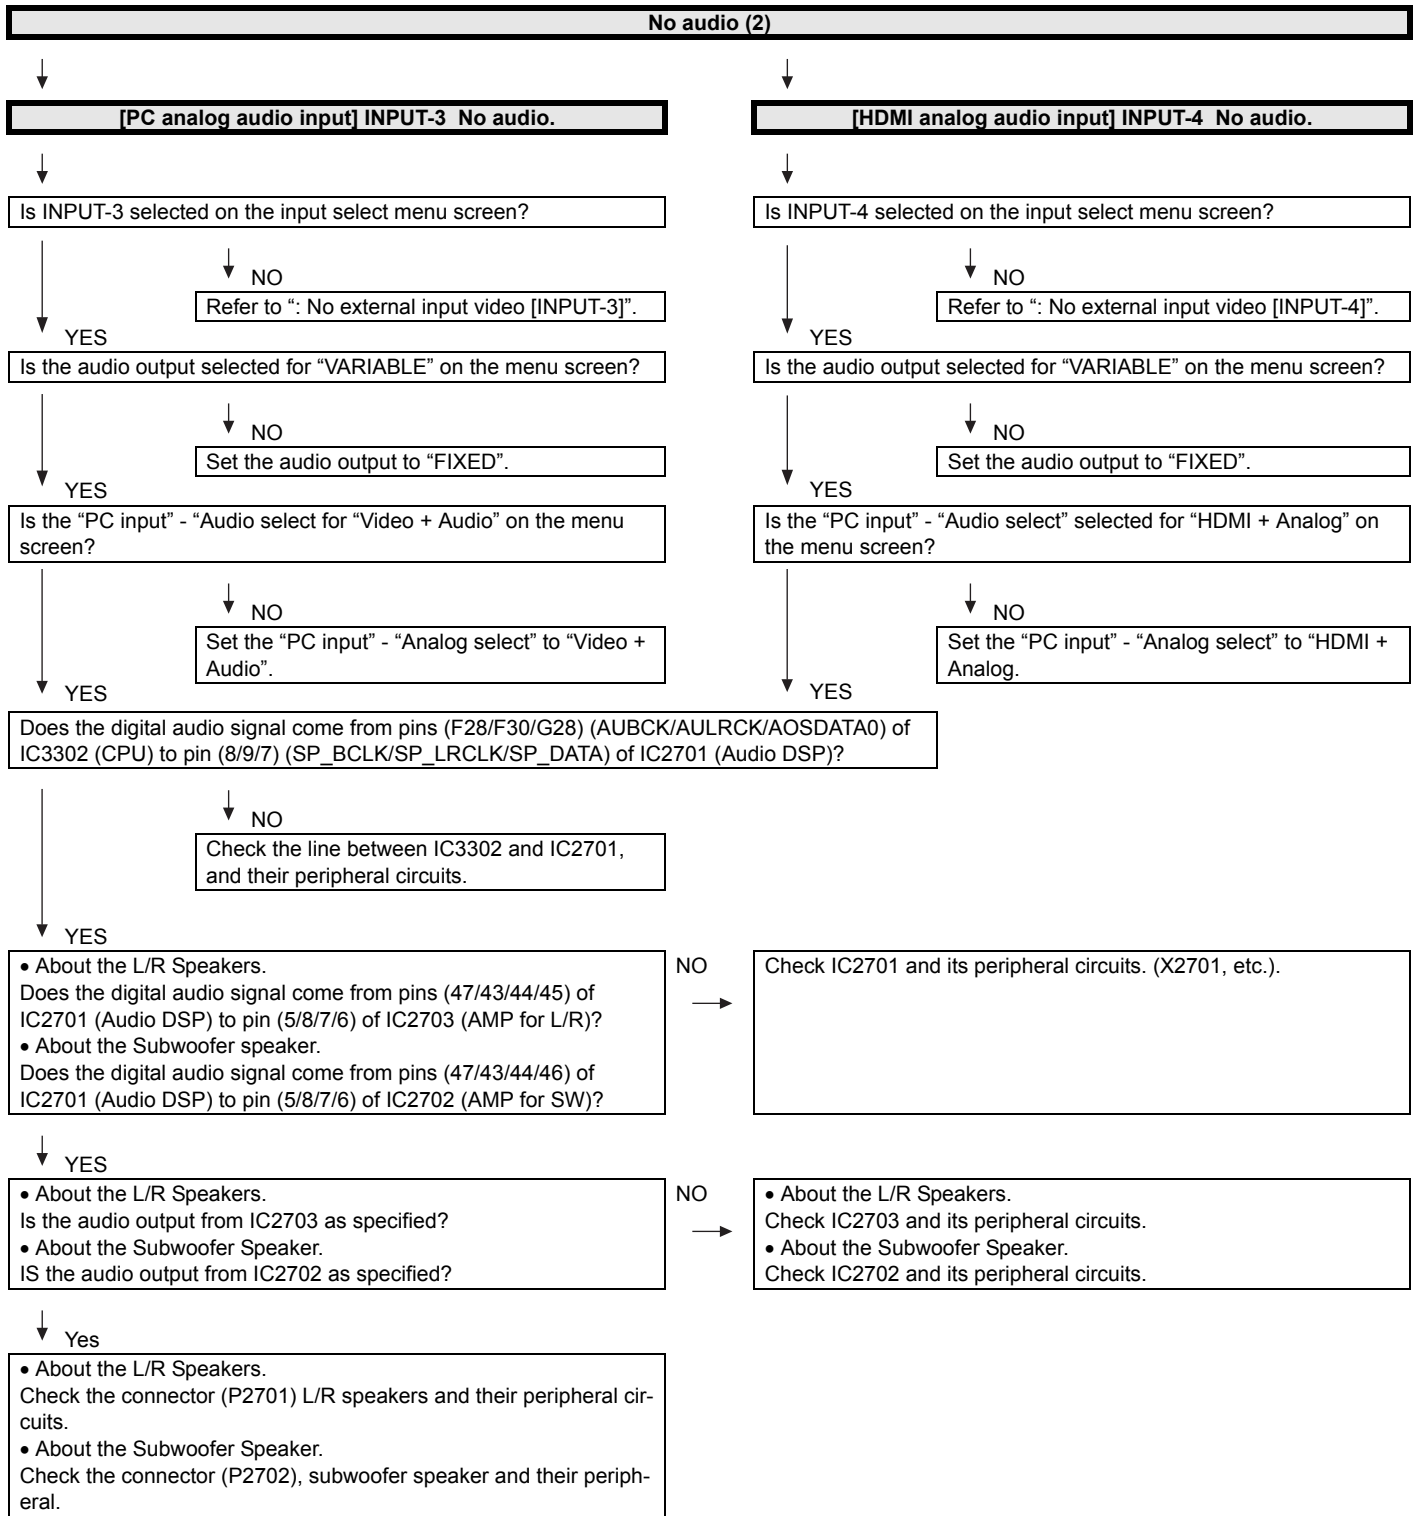 No audio (2)
[PC analog audio input] INPUT-3  No audio.
Is INPUT-3 selected on the input select menu screen?
NO
Refer to “: No external input video [INPUT-3]”.
YES
Is the audio output selected for “VARIABLE” on the menu screen?
NO
Set the audio output to “FIXED”.
YES
Is the “PC input” - “Audio select for “Video + Audio” on the menu
screen?
NO
Set the “PC input” - “Analog select” to “Video +
Audio”.
YES
[HDMI analog audio input] INPUT-4  No audio.
Is INPUT-4 selected on the input select menu screen?
NO
Refer to “: No external input video [INPUT-4]”.
YES
Is the audio output selected for “VARIABLE” on the menu screen?
NO
Set the audio output to “FIXED”.
YES
Is the “PC input” - “Audio select” selected for “HDMI + Analog” on
the menu screen?
NO
Set the “PC input” - “Analog select” to “HDMI +
Analog.
YES
Does the digital audio signal come from pins (F28/F30/G28) (AUBCK/AULRCK/AOSDATA0) of
IC3302 (CPU) to pin (8/9/7) (SP_BCLK/SP_LRCLK/SP_DATA) of IC2701 (Audio DSP)?
NO
Check the line between IC3302 and IC2701,
and their peripheral circuits.
YES
• About the L/R Speakers.
Does the digital audio signal come from pins (47/43/44/45) of
IC2701 (Audio DSP) to pin (5/8/7/6) of IC2703 (AMP for L/R)?
• About the Subwoofer speaker.
Does the digital audio signal come from pins (47/43/44/46) of
IC2701 (Audio DSP) to pin (5/8/7/6) of IC2702 (AMP for SW)?
NO
Check IC2701 and its peripheral circuits. (X2701, etc.).
YES
• About the L/R Speakers.
Is the audio output from IC2703 as specified?
• About the Subwoofer Speaker.
IS the audio output from IC2702 as specified?
NO
• About the L/R Speakers.
Check IC2703 and its peripheral circuits.
• About the Subwoofer Speaker.
Check IC2702 and its peripheral circuits.
Yes
• About the L/R Speakers.
Check the connector (P2701) L/R speakers and their peripheral cir-
cuits.
• About the Subwoofer Speaker.
Check the connector (P2702), subwoofer speaker and their periph-
eral.